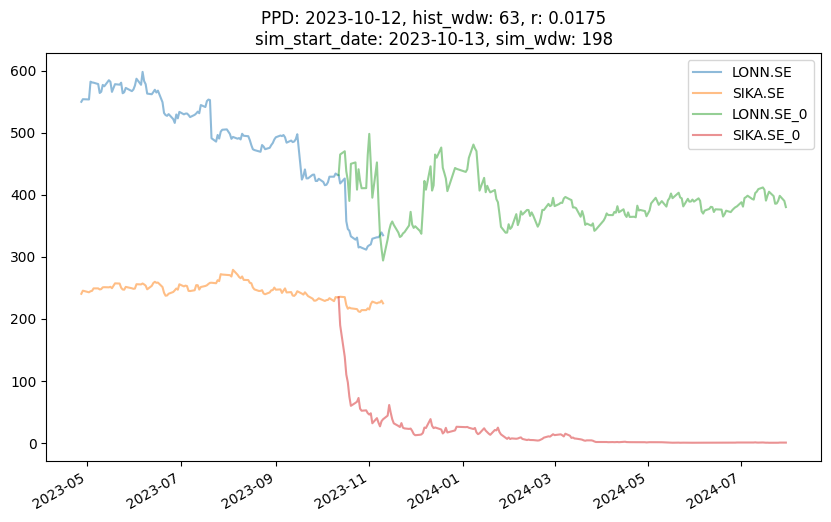 PPD: 2023-10-12, hist_wdw: 63, r: 0.0175
sim_start_date: 2023-10-13, sim_wdw: 198
LONN.SE
SIKA.SE
LONN.SE_0
SIKA.SE_0
600
500
400
300
200
100
0
2023-05
2023-07
2023-09
2023-11
2024-01
2024-03
2024-05
2024-07